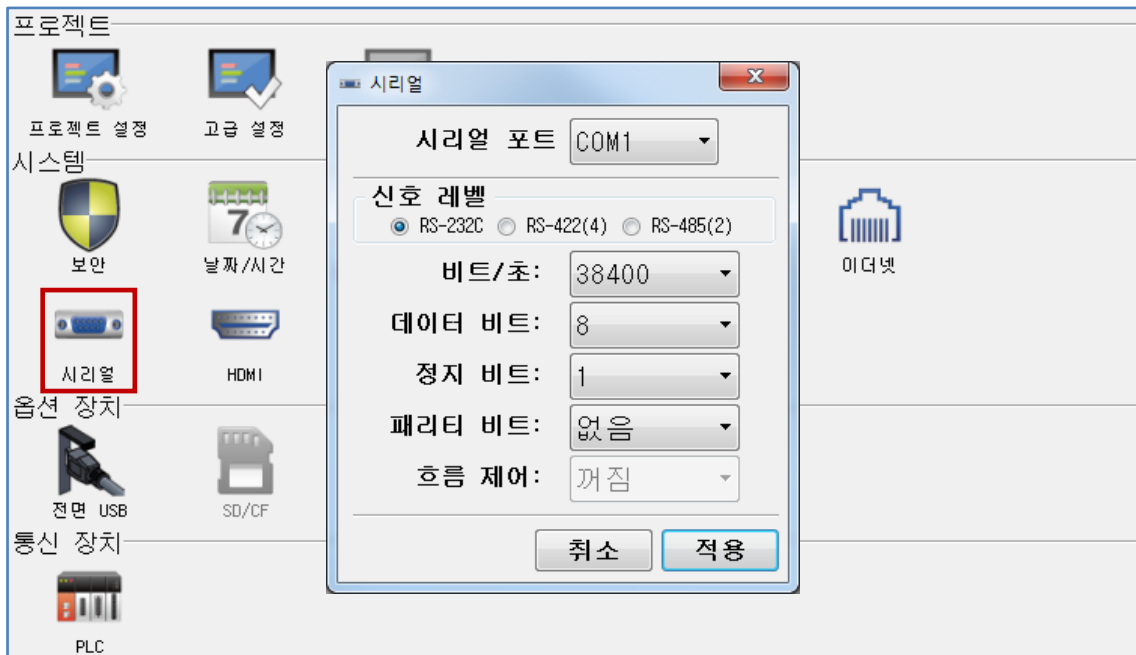 프로젝트
프로젝트 설정
고급 설정
시스템
보안
날짜/시간
7
이더넷
시리얼
HDMI
옵션 장치
전면 USB
SD/CF
통신 장치
PLC
시리얼
시리얼 포트 COM1
신호 레벨
RS-232C RS-422(4) RS-485(2)
비트/초: 38400
데이터 비트: 8
정지 비트: 1
패리티 비트: 없음
흐름 제어: 꺼짐
취소 적용